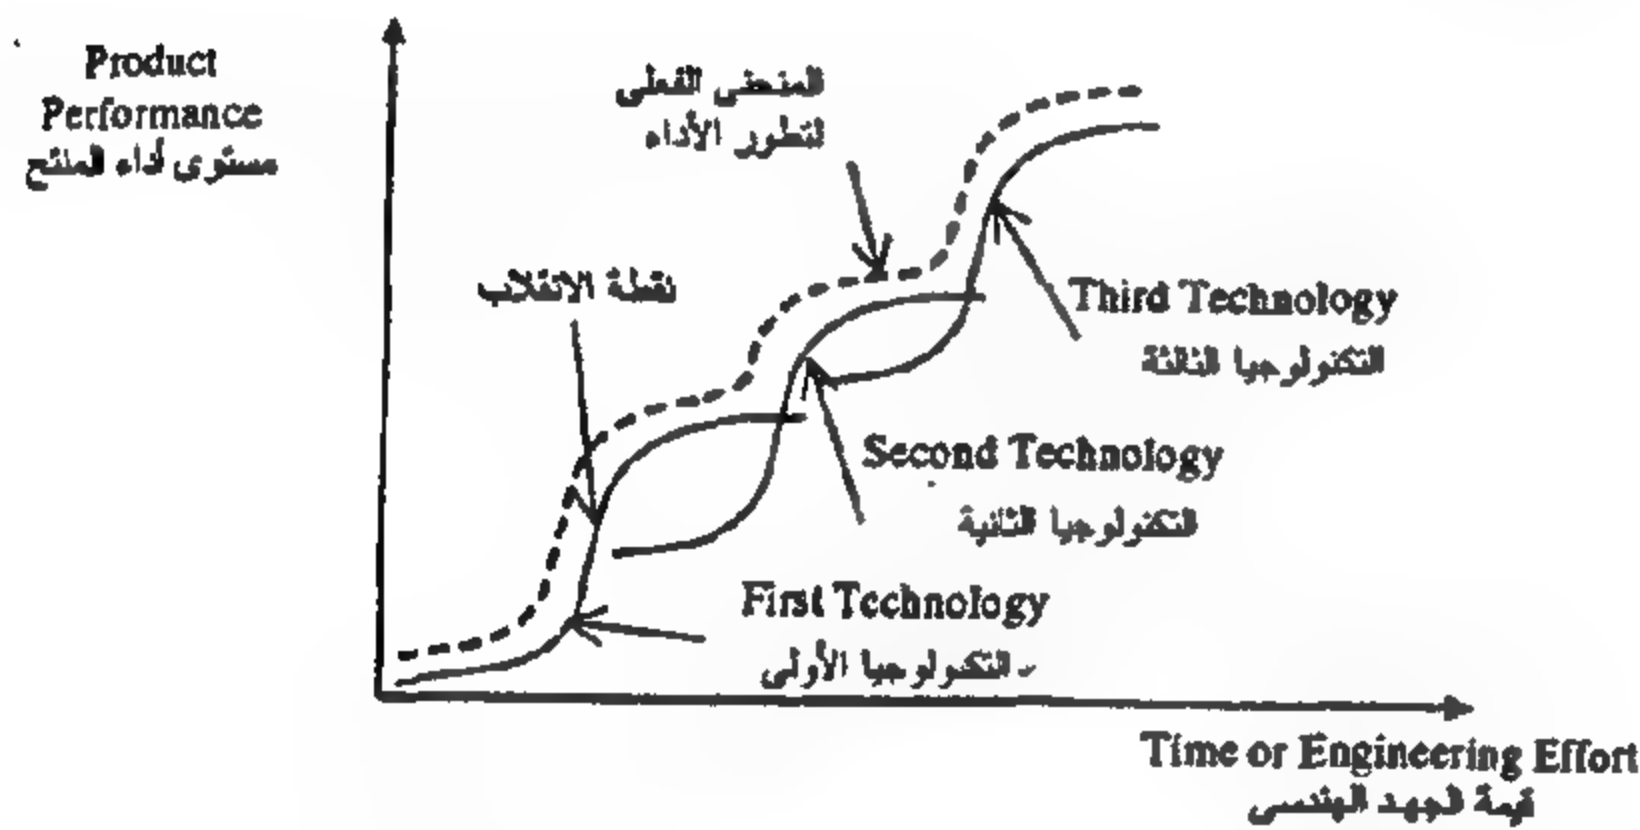 Product
Performance
مستوى أداء المنتج
المنحنى الفعلى
لتطور الأداء
نقطة الانقلاب
Third Technology
التكنولوجيا الثالثة
Second Technology
التكنولوجيا الثانية
First Technology
التكنولوجيا الأولى
Time or Engineering Effort
قيمة الجهد الهندسى